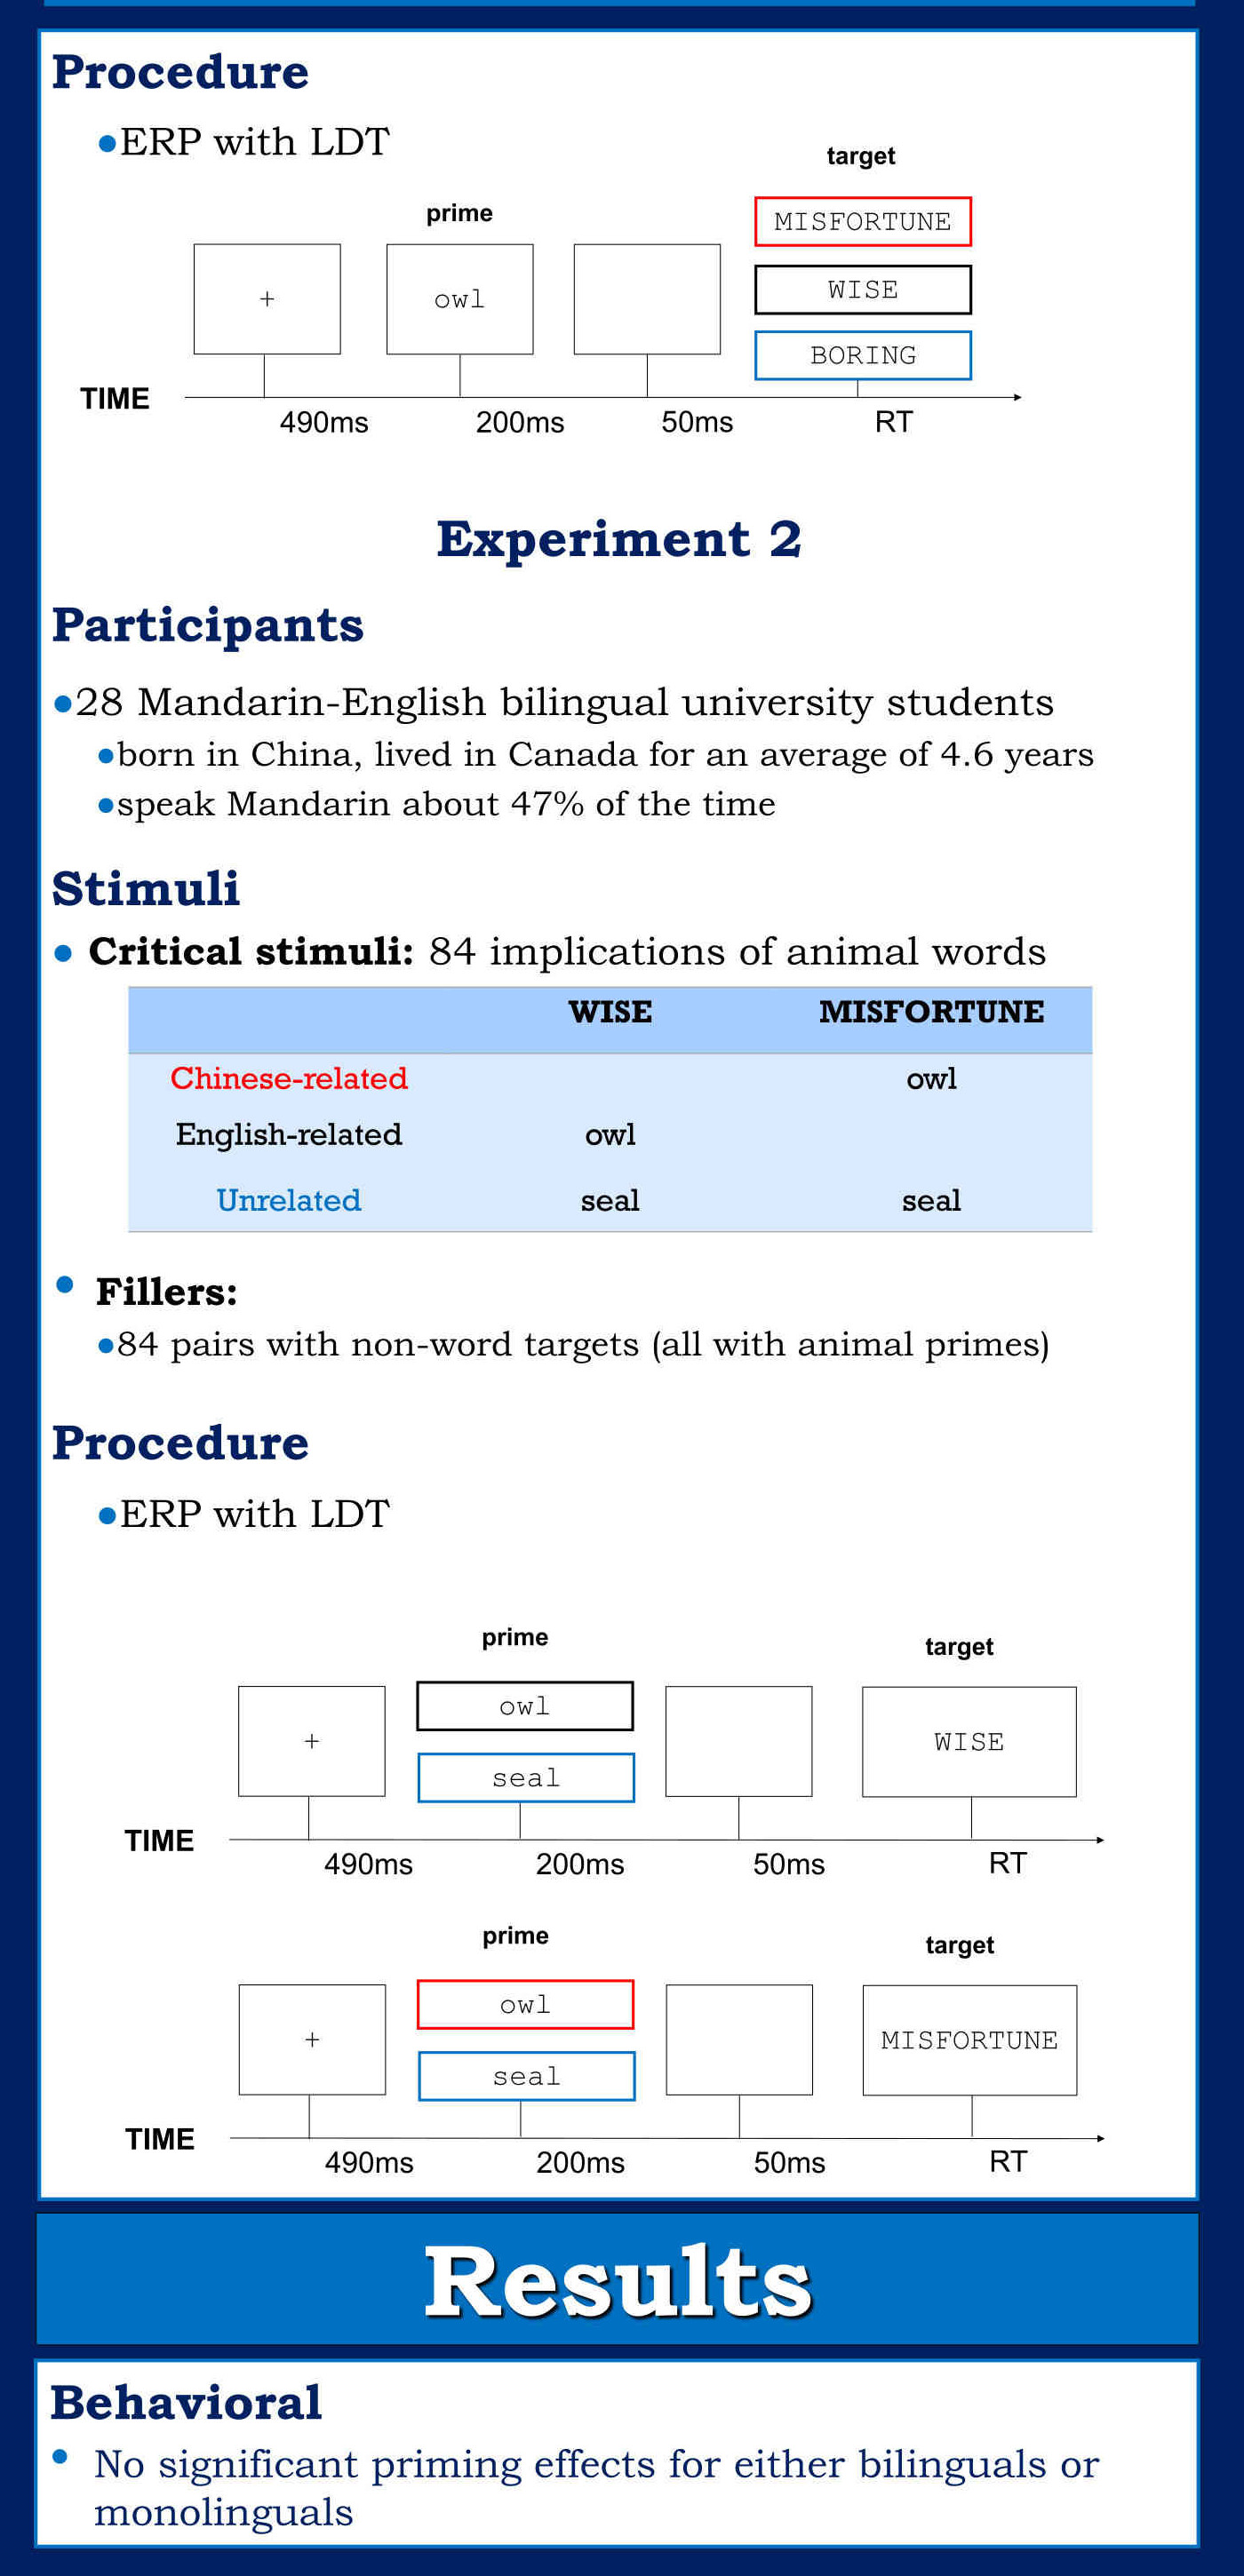 Procedure
●ERP with LDT
target
prime
MISFORTUNE
+ owl WISE
BORING
TIME
490ms 200ms 50ms RT
Experiment 2
Participants
●28 Mandarin-English bilingual university students
●born in China, lived in Canada for an average of 4.6 years
●speak Mandarin about 47% of the time
Stimuli
● Critical stimuli: 84 implications of animal words
WISE MISFORTUNE
Chinese-related owl
English-related owl
Unrelated seal seal
• Fillers:
●84 pairs with non-word targets (all with animal primes)
Procedure
●ERP with LDT
prime target
owl
+ WISE
seal
TIME
490ms 200ms 50ms RT
prime target
owl
+ MISFORTUNE
seal
TIME
490ms 200ms 50ms RT
Results
Behavioral
• No significant priming effects for either bilinguals or
monolinguals